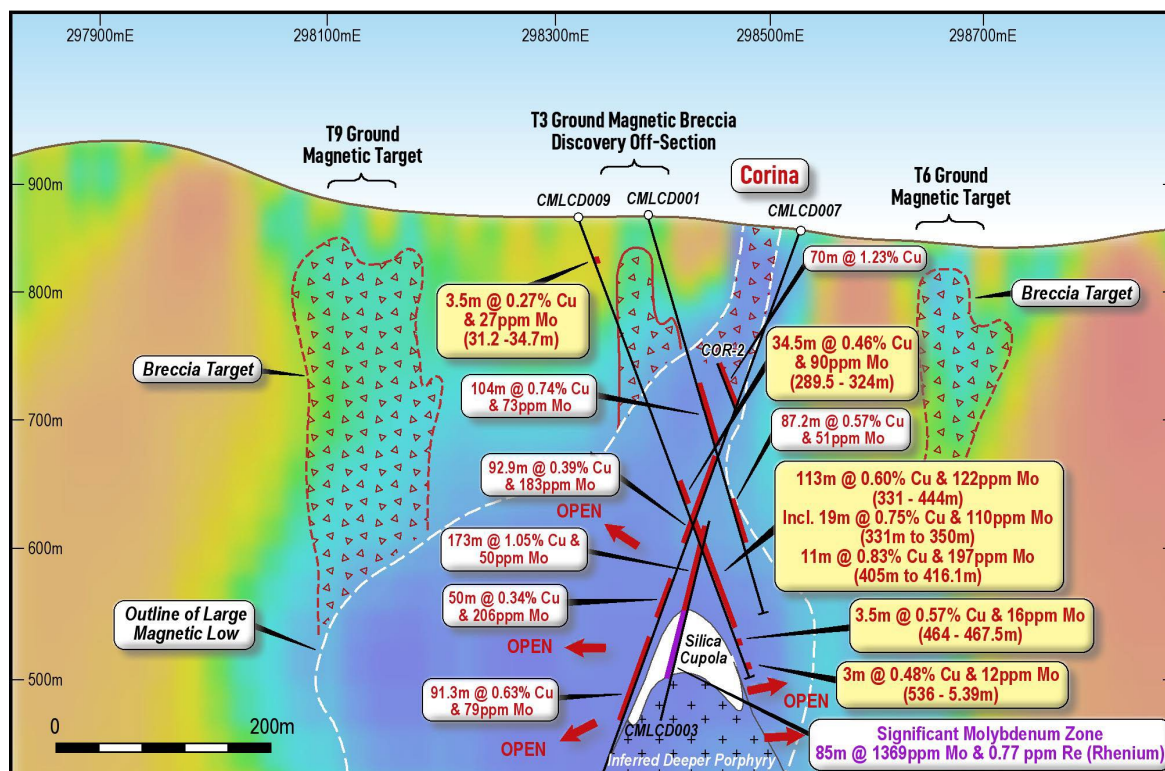 297900mE
298100mE
298300mE
298500mE
298700mE
T9 Ground
Magnetic Target
T3 Ground Magnetic Breccia
Discovery Off-Section
Corina
T6 Ground
Magnetic Target
900m
800m
700m
600m
500m
CMLCD009
CMLCD001
CMLCD007
70m @ 1.23% Cu
3.5m @ 0.27% Cu
& 27ppm Mo
(31.2 -34.7m)
Breccia Target
Breccia Target
COR-2
34.5m @ 0.46% Cu
& 90ppm Mo
(289.5 - 324m)
104m @ 0.74% Cu
& 73ppm Mo
87.2m @ 0.57% Cu
& 51ppm Mo
92.9m @ 0.39% Cu
& 183ppm Mo
OPEN
113m @ 0.60% Cu & 122ppm Mo
(331 - 444m)
Incl. 19m @ 0.75% Cu & 110ppm Mo
(331m to 350m)
11m @ 0.83% Cu & 197ppm Mo
(405m to 416.1m)
173m @ 1.05% Cu &
50ppm Mo
50m @ 0.34% Cu &
206ppm Mo
Outline of Large
Magnetic Low
3.5m @ 0.57% Cu & 16ppm Mo
(464 - 467.5m)
OPEN
Silica
Cupola
3m @ 0.48% Cu & 12ppm Mo
(536 - 5.39m)
OPEN
91.3m @ 0.63% Cu
& 79ppm Mo
0
200m
OPEN
CMLCD003
Inferred Deeper Porphyry
Significant Molybdenum Zone
85m @ 1369ppm Mo & 0.77 ppm Re (Rhenium)